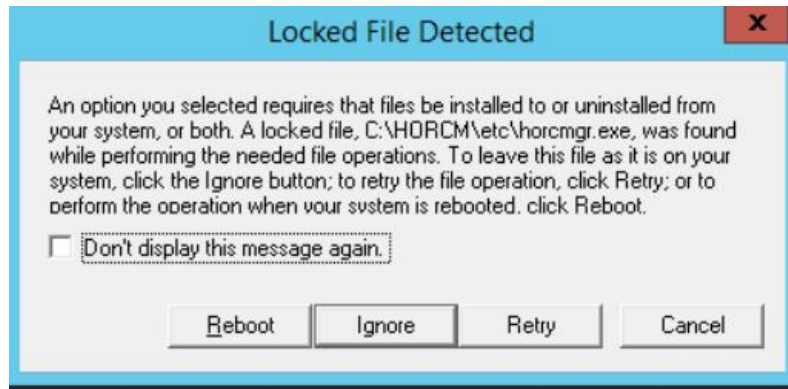 Locked File Detected
x
An option you selected requires that files be installed to or uninstalled from
your system, or both. A locked file, C:\HORCM\etc\horcmgr.exe, was found
while performing the needed file operations. To leave this file as it is on your
system, click the Ignore button; to retry the file operation, click Retry; or to
perform the operation when your system is rebooted, click Reboot.
Don't display this message again.
Reboot Ignore Retry Cancel